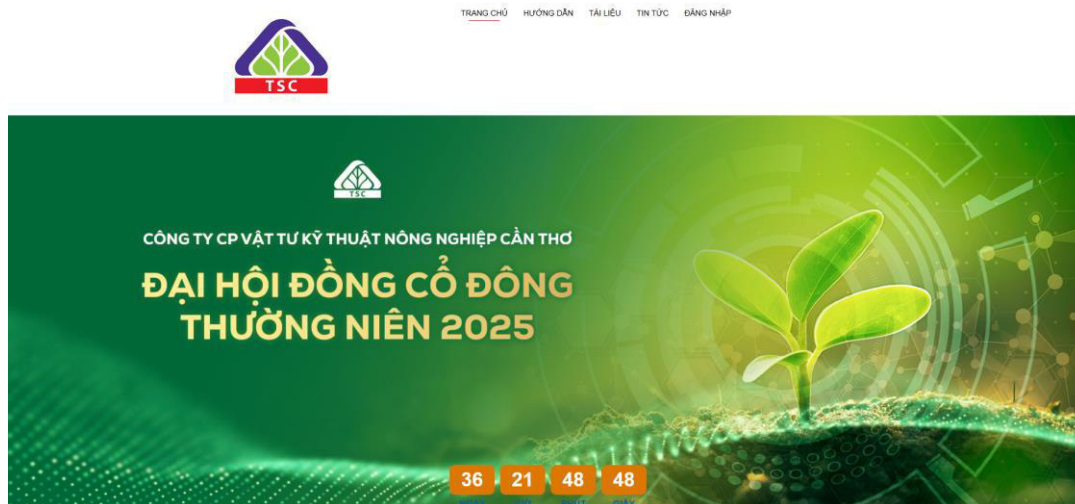 TRANG CHỦ HƯỚNG DẪN TÀI LIỆU TIN TỨC ĐĂNG NHẬP
TSC
TSC
CÔNG TY CP VẬT TƯ KỸ THUẬT NÔNG NGHIỆP CẦN THƠ
ĐẠI HỘI ĐỒNG CỔ ĐÔNG
THƯỜNG NIÊN 2025
36 21 48 48